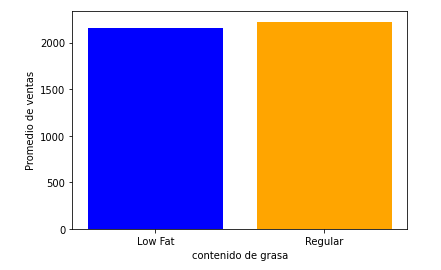 2000
1500
1000
500
0
Promedio de ventas
Low Fat
Regular
contenido de grasa